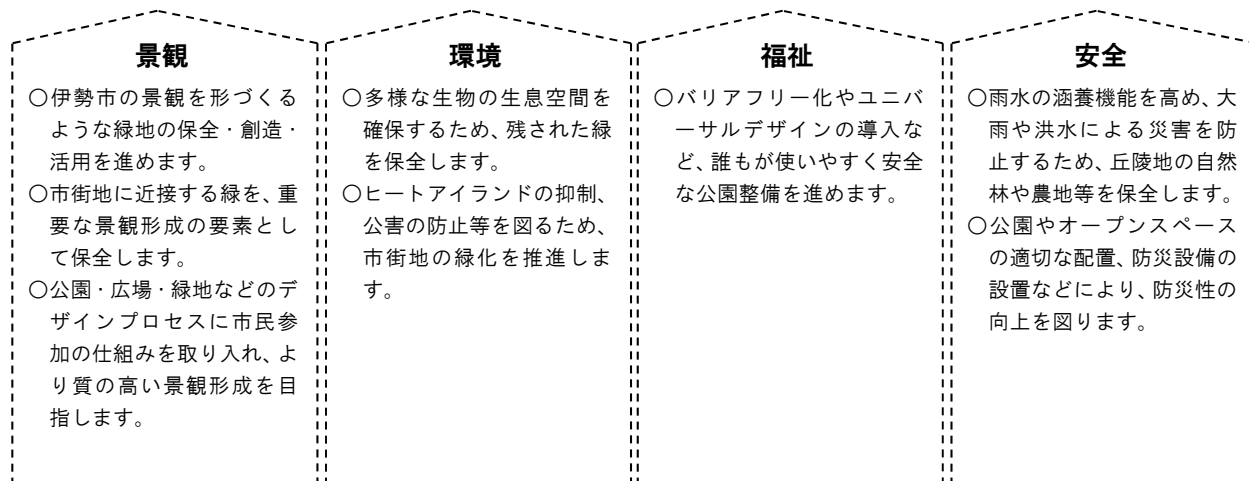 景観
○伊勢市の景観を形づくる
ような緑地の保全・創造・
活用を進めます。
○市街地に近接する緑を、重
要な景観形成の要素とし
て保全します。
○公園・広場・緑地などのデ
ザインプロセスに市民参
加の仕組みを取り入れ、よ
り質の高い景観形成を目
指します。
環境
○多様な生物の生息空間を
確保するため、残された緑
を保全します。
○ヒートアイランドの抑制、
公害の防止等を図るため、
市街地の緑化を推進しま
す。
福祉
○バリアフリー化やユニバ
ーサルデザインの導入な
ど、誰もが使いやすく安全
な公園整備を進めます。
安全
○雨水の涵養機能を高め、大
雨や洪水による災害を防
止するため、丘陵地の自然
林や農地等を保全します。
○公園やオープンスペース
の適切な配置、防災設備の
設置などにより、防災性の
向上を図ります。